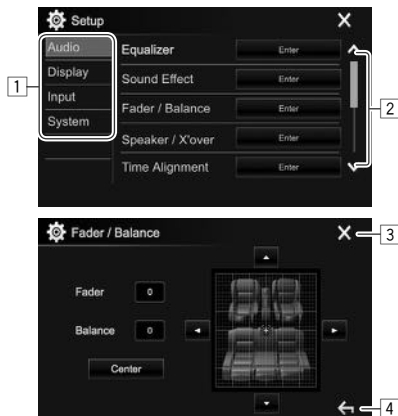 Setup
Audio
Display
Input
System
Equalizer Enter
Sound Effect Enter
Fader / Balance Enter
Speaker / X'over Enter
Time Alignment Enter
1
2
Fader / Balance
3
Fader 0
Balance 0
Center
4